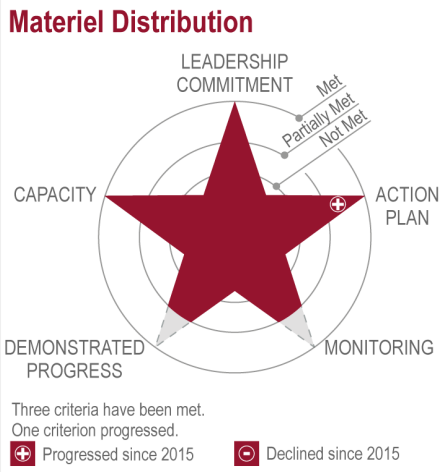 Materiel Distribution
LEADERSHIP
COMMITMENT
Met
Partially Met
Not Met
CAPACITY
ACTION
PLAN
DEMONSTRATED
PROGRESS
MONITORING
Three criteria have been met.
One criterion progressed.
Progressed since 2015
Declined since 2015